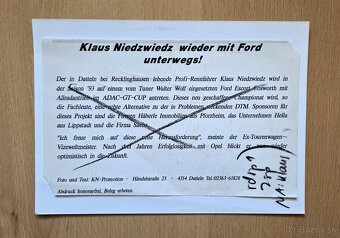 Klaus Niedzwiedz wieder mit Ford
unterwegs!
Der in Datteln bei Recklinghausen lebende Profi-Rennfahrer Klaus Niedzwiedz wird in
der Saison '93 auf einem vom Tuner Walter Wolf eingesetzten Ford Escort Cosworth mit
Allradantrieb im ADAC-GT-CUP antreten. Dieses neu geschaffene Championat wird, so
die Fachleute, eine echte Alternative zu der in Problemen steckenden DTM. Sponsoren für
dieses Projekt sind die Firmen Häberle Immobilien aus Pforzheim, das Unternehmen Hella
aus Lippstadt und die Firma Sachs.
"Ich freue mich auf diese neue Herausforderung", meinte der Ex-Tourenwagen-
Vizeweltmeister. Nach drei Jahren Erfolglosigkeit mit Opel blickt er wieder
optimistisch in die Zukunft.
Foto und Text KN-Promotion - Händelstraße 23 - 4354 Datteln Tel.02363-61828
Abdruck honorarfrei, Beleg erbeten.